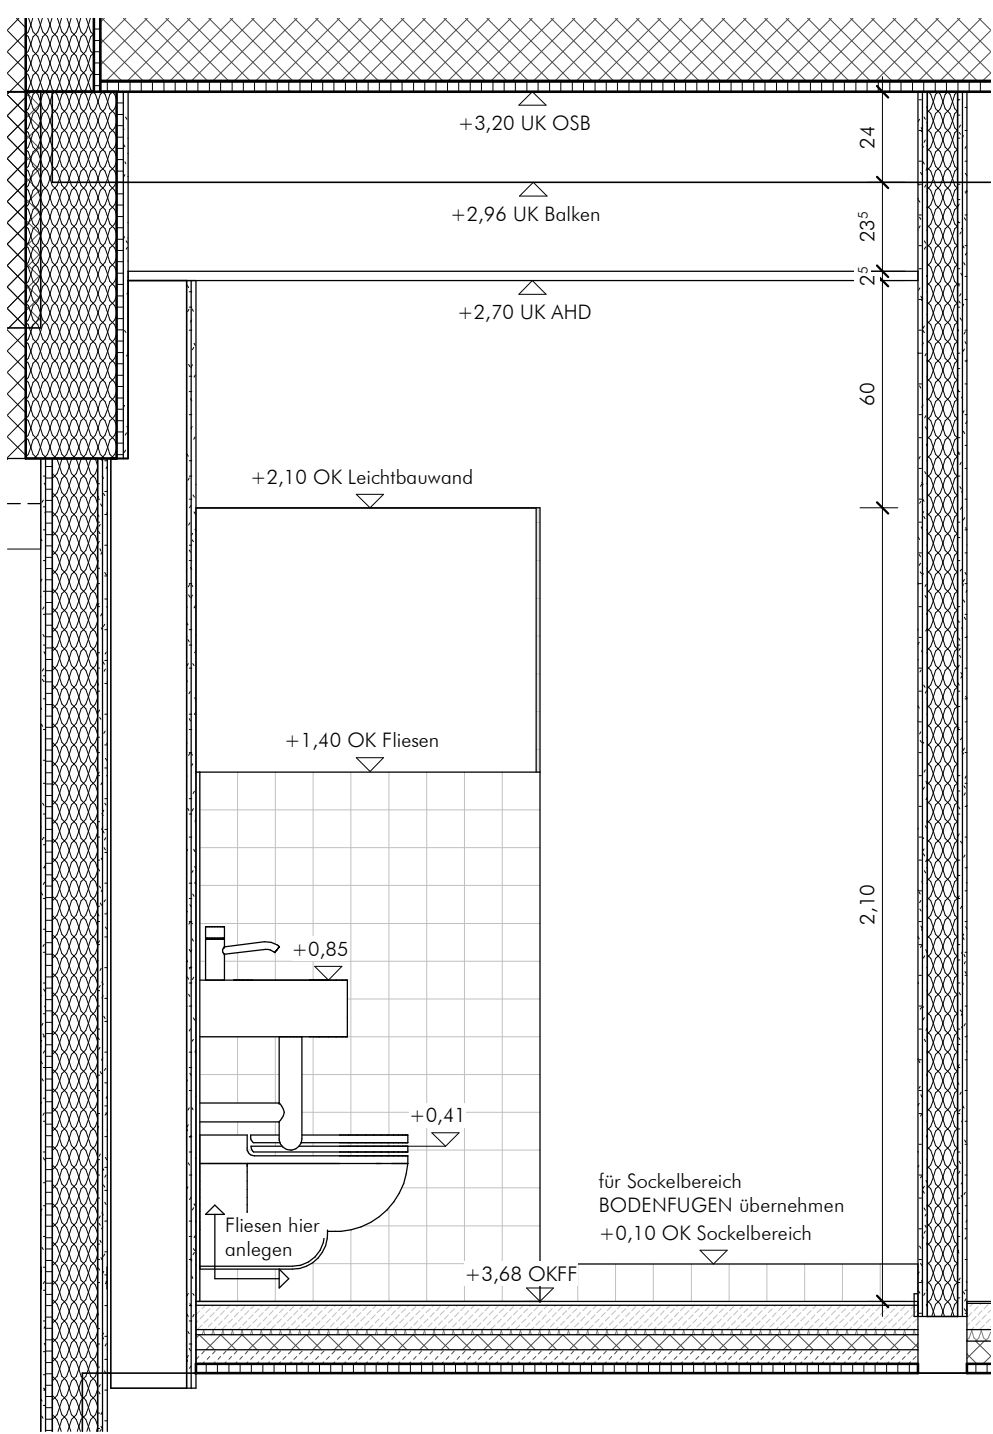 +3,20 UK OSB
24
+2,96 UK Balken
23⁵
2⁵
+2,70 UK AHD
60
+2,10 OK Leichtbauwand
+1,40 OK Fliesen
2,10
+0,85
+0,41
für Sockelbereich
BODENFUGEN übernehmen
+0,10 OK Sockelbereich
Fliesen hier
anlegen
+3,68 OKFF